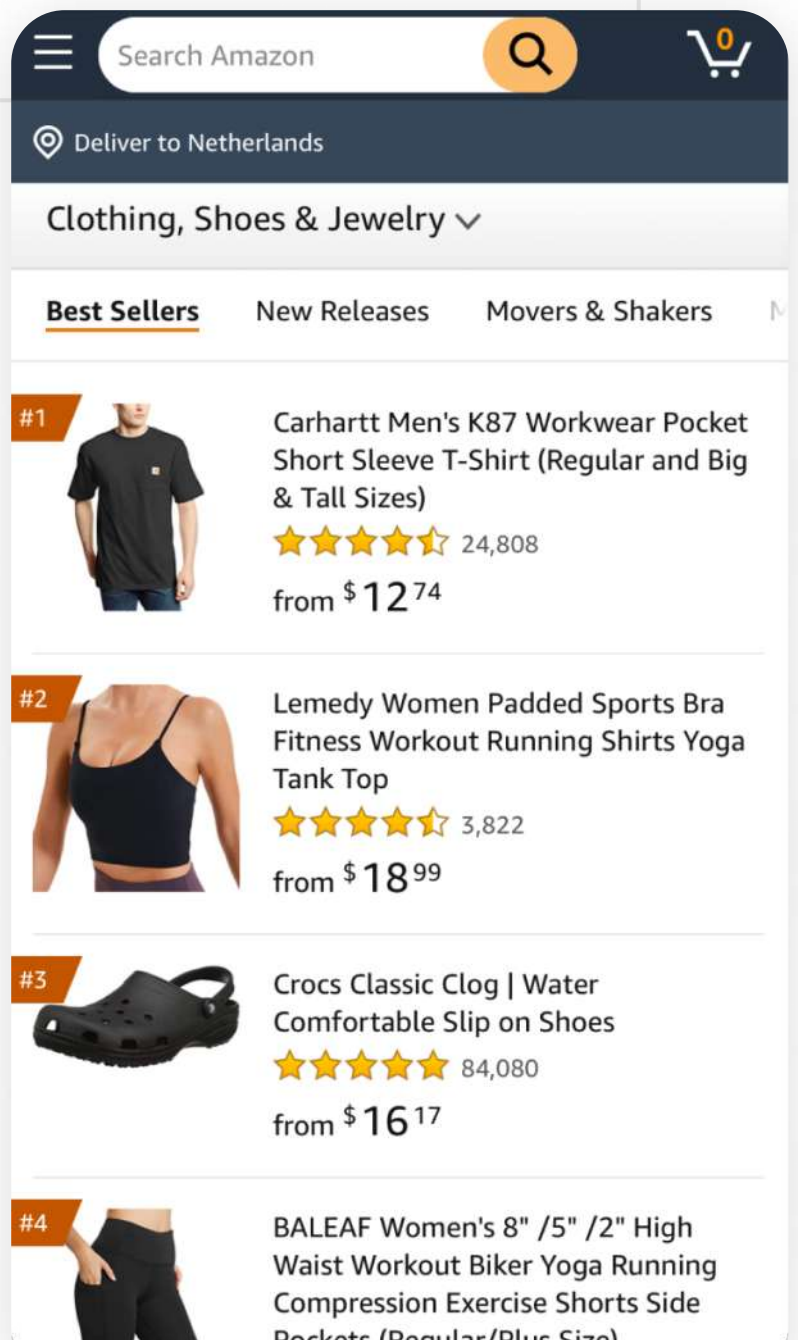 Search Amazon
0
Deliver to Netherlands
Clothing, Shoes & Jewelry
Best Sellers New Releases Movers & Shakers M
#1
Carhartt Men's K87 Workwear Pocket
Short Sleeve T-Shirt (Regular and Big
& Tall Sizes)
24,808
from $12 74
#2
Lemedy Women Padded Sports Bra
Fitness Workout Running Shirts Yoga
Tank Top
3,822
from $18 99
#3
Crocs Classic Clog | Water
Comfortable Slip on Shoes
84,080
from $16 17
#4
BALEAF Women's 8" /5" /2" High
Waist Workout Biker Yoga Running
Compression Exercise Shorts Side
Pockets (Regular/Plus Size)